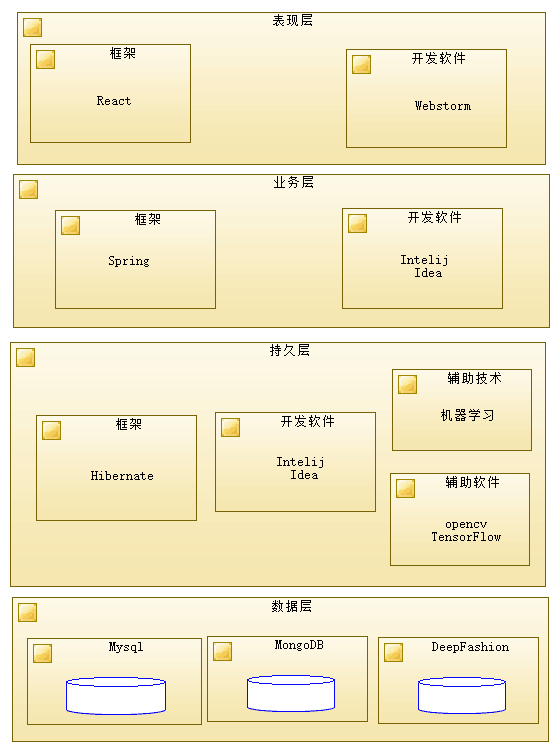 表现层
框架
React
开发软件
Webstorm
业务层
框架
Spring
开发软件
Intelij
Idea
持久层
框架
Hibernate
开发软件
Intelij
Idea
辅助技术
机器学习
辅助软件
opencv
TensorFlow
数据层
Mysql
MongoDB
DeepFashion